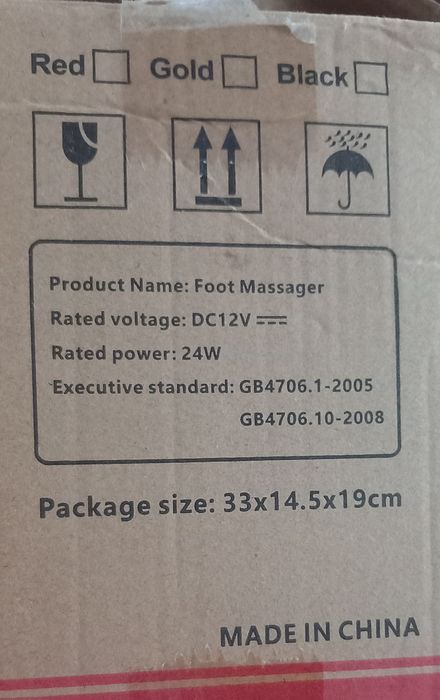 Red Gold Black
Product Name: Foot Massager
Rated voltage: DC12V
Rated power: 24W
Executive standard: GB4706.1-2005
GB4706.10-2008
Package size: 33x14.5x19cm
MADE IN CHINA